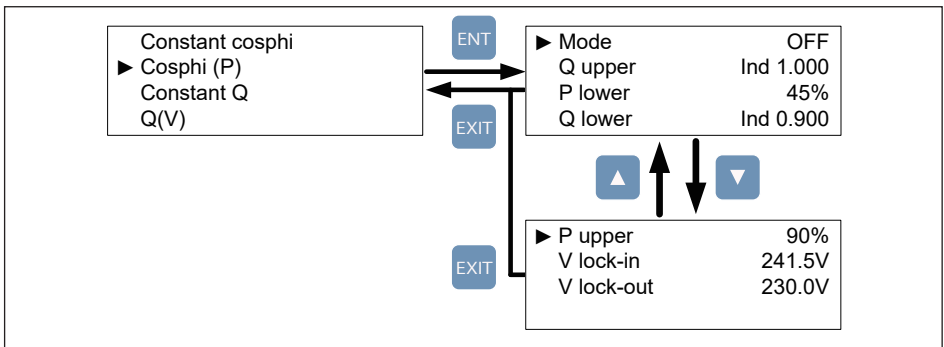 Constant cosphi
► Cosphi (P)
Constant Q
Q(V)
ENT
EXIT
► Mode OFF
Q upper Ind 1.000
P lower 45%
Q lower Ind 0.900
▲
▼
EXIT
► P upper 90%
V lock-in 241.5V
V lock-out 230.0V